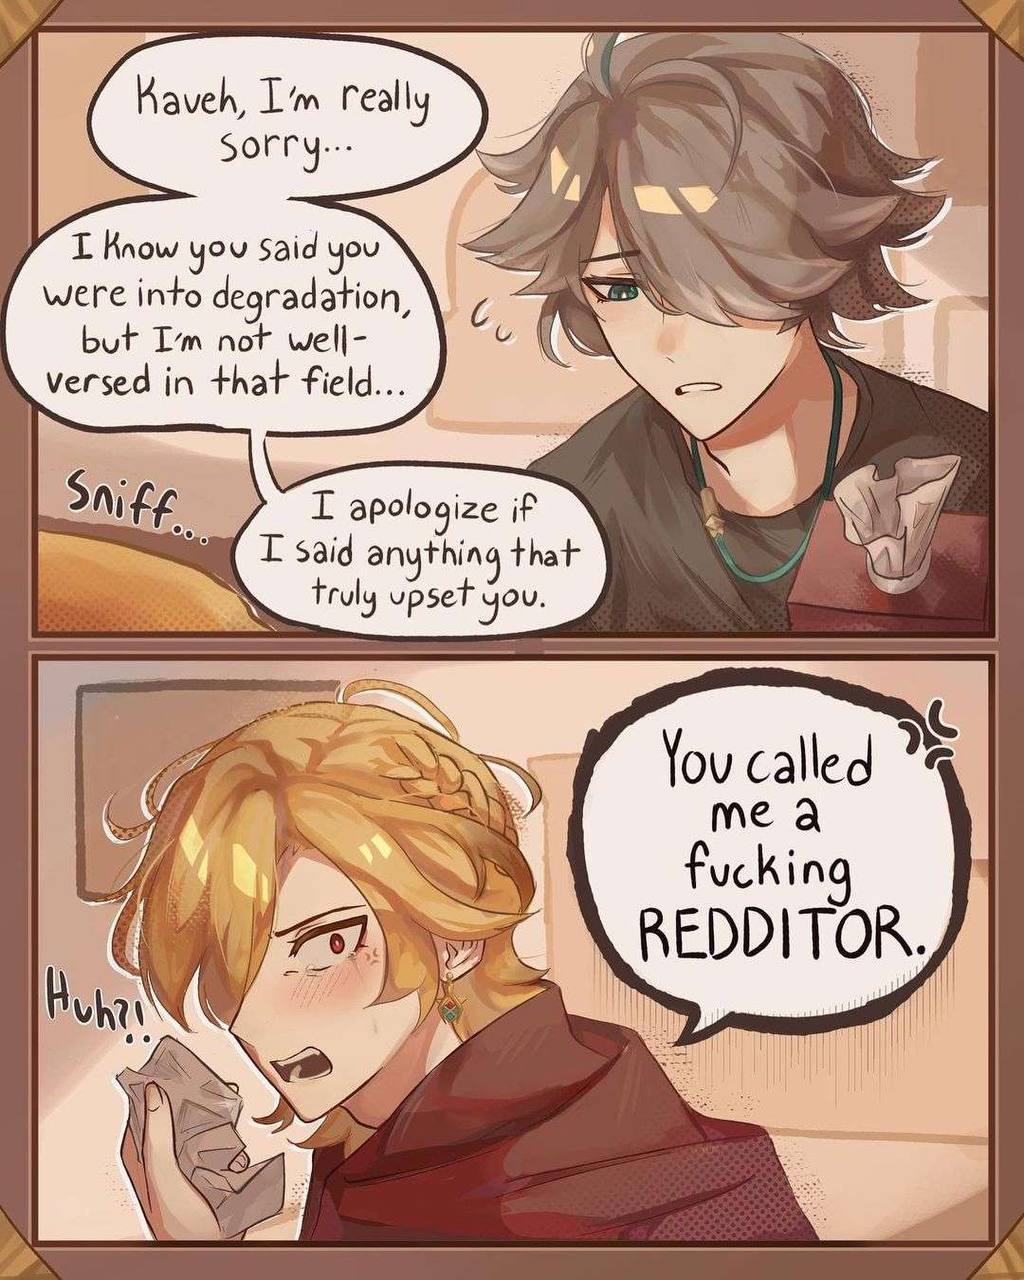 Kaveh, I'm really
sorry...
I know you said you
were into degradation,
but I'm not well-
versed in that field...
Sniff...
I apologize if
I said anything that
truly upset you.
You called
me a
fucking
REDDITOR.
Huh?!